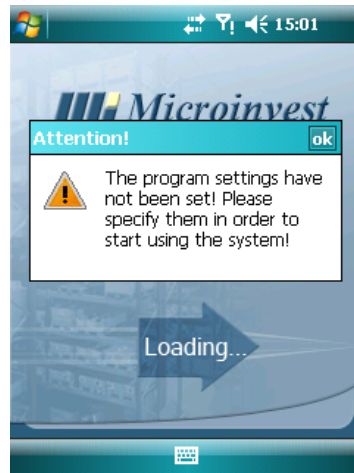 15:01
Microinvest
Attention!
ok
The program settings have
not been set! Please
specify them in order to
start using the system!
Loading...